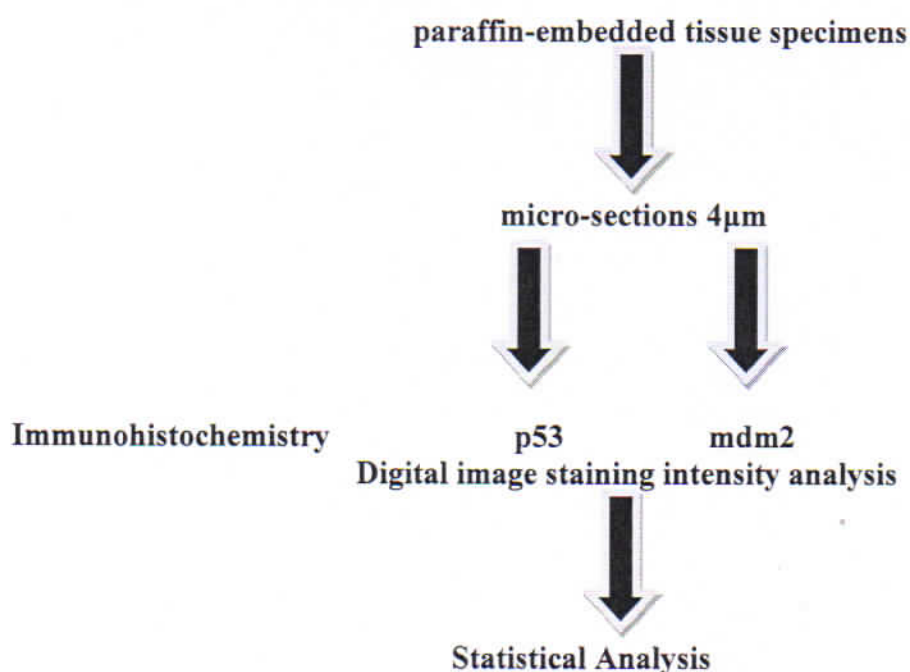 paraffin-embedded tissue specimens
micro-sections 4µm
Immunohistochemistry p53 mdm2
Digital image staining intensity analysis
Statistical Analysis